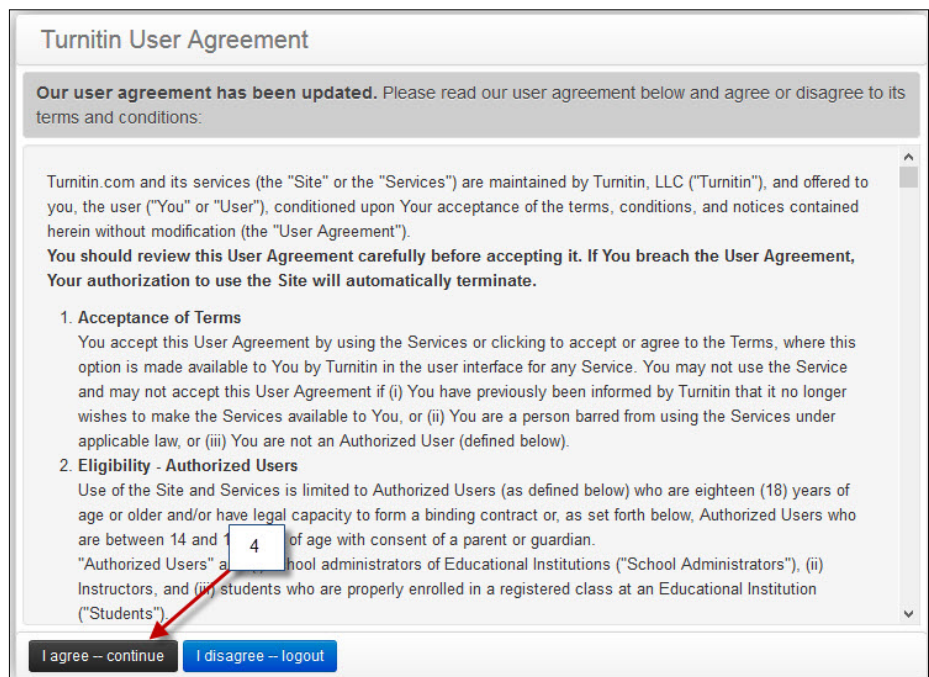 Turnitin User Agreement
Our user agreement has been updated. Please read our user agreement below and agree or disagree to its
terms and conditions:
Turnitin.com and its services (the "Site" or the "Services") are maintained by Turnitin, LLC ("Turnitin"), and offered to
you, the user ("You" or "User"), conditioned upon Your acceptance of the terms, conditions, and notices contained
herein without modification (the "User Agreement").
You should review this User Agreement carefully before accepting it. If You breach the User Agreement,
Your authorization to use the Site will automatically terminate.
1. Acceptance of Terms
You accept this User Agreement by using the Services or clicking to accept or agree to the Terms, where this
option is made available to You by Turnitin in the user interface for any Service. You may not use the Service
and may not accept this User Agreement if (i) You have previously been informed by Turnitin that it no longer
wishes to make the Services available to You, or (ii) You are a person barred from using the Services under
applicable law, or (iii) You are not an Authorized User (defined below).
2. Eligibility - Authorized Users
Use of the Site and Services is limited to Authorized Users (as defined below) who are eighteen (18) years of
age or older and/or have legal capacity to form a binding contract or, as set forth below, Authorized Users who
are between 14 and of age with consent of a parent or guardian.
4
"Authorized Users" administrators of Educational Institutions ("School Administrators"), (ii)
Instructors, and (iii) students who are properly enrolled in a registered class at an Educational Institution
("Students").
I agree -- continue I disagree -- logout